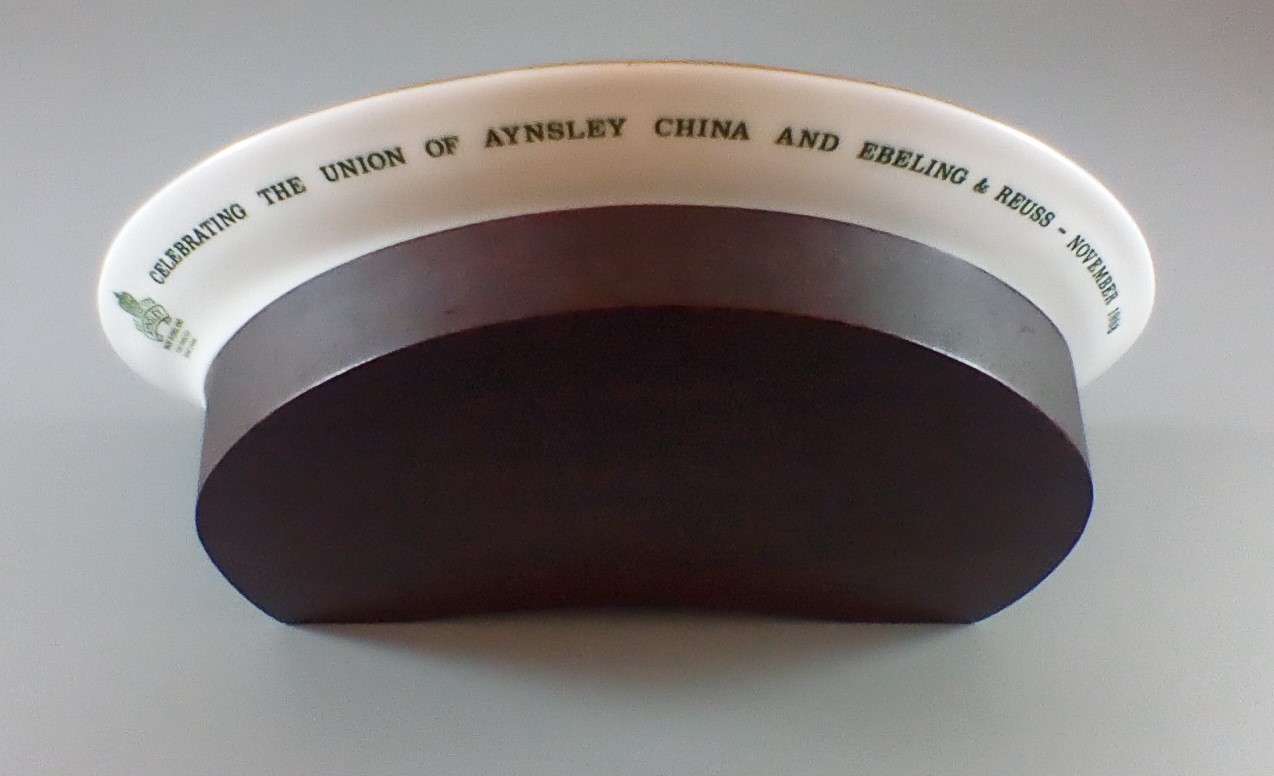 CELEBRATING THE UNION OF AYNSLEY CHINA AND EBELING & REUSS - NOVEMBER